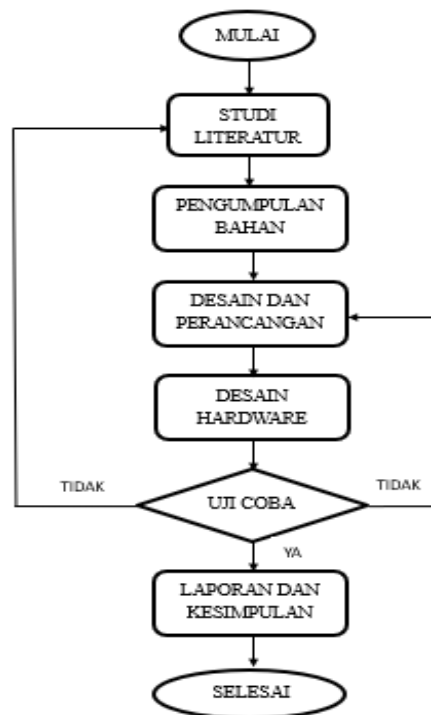 MULAI
STUDI
LITERATUR
PENGUMPULAN
BAHAN
DESAIN DAN
PERANCANGAN
DESAIN
HARDWARE
TIDAK
UJI COBA
TIDAK
YA
LAPORAN DAN
KESIMPULAN
SELESAI